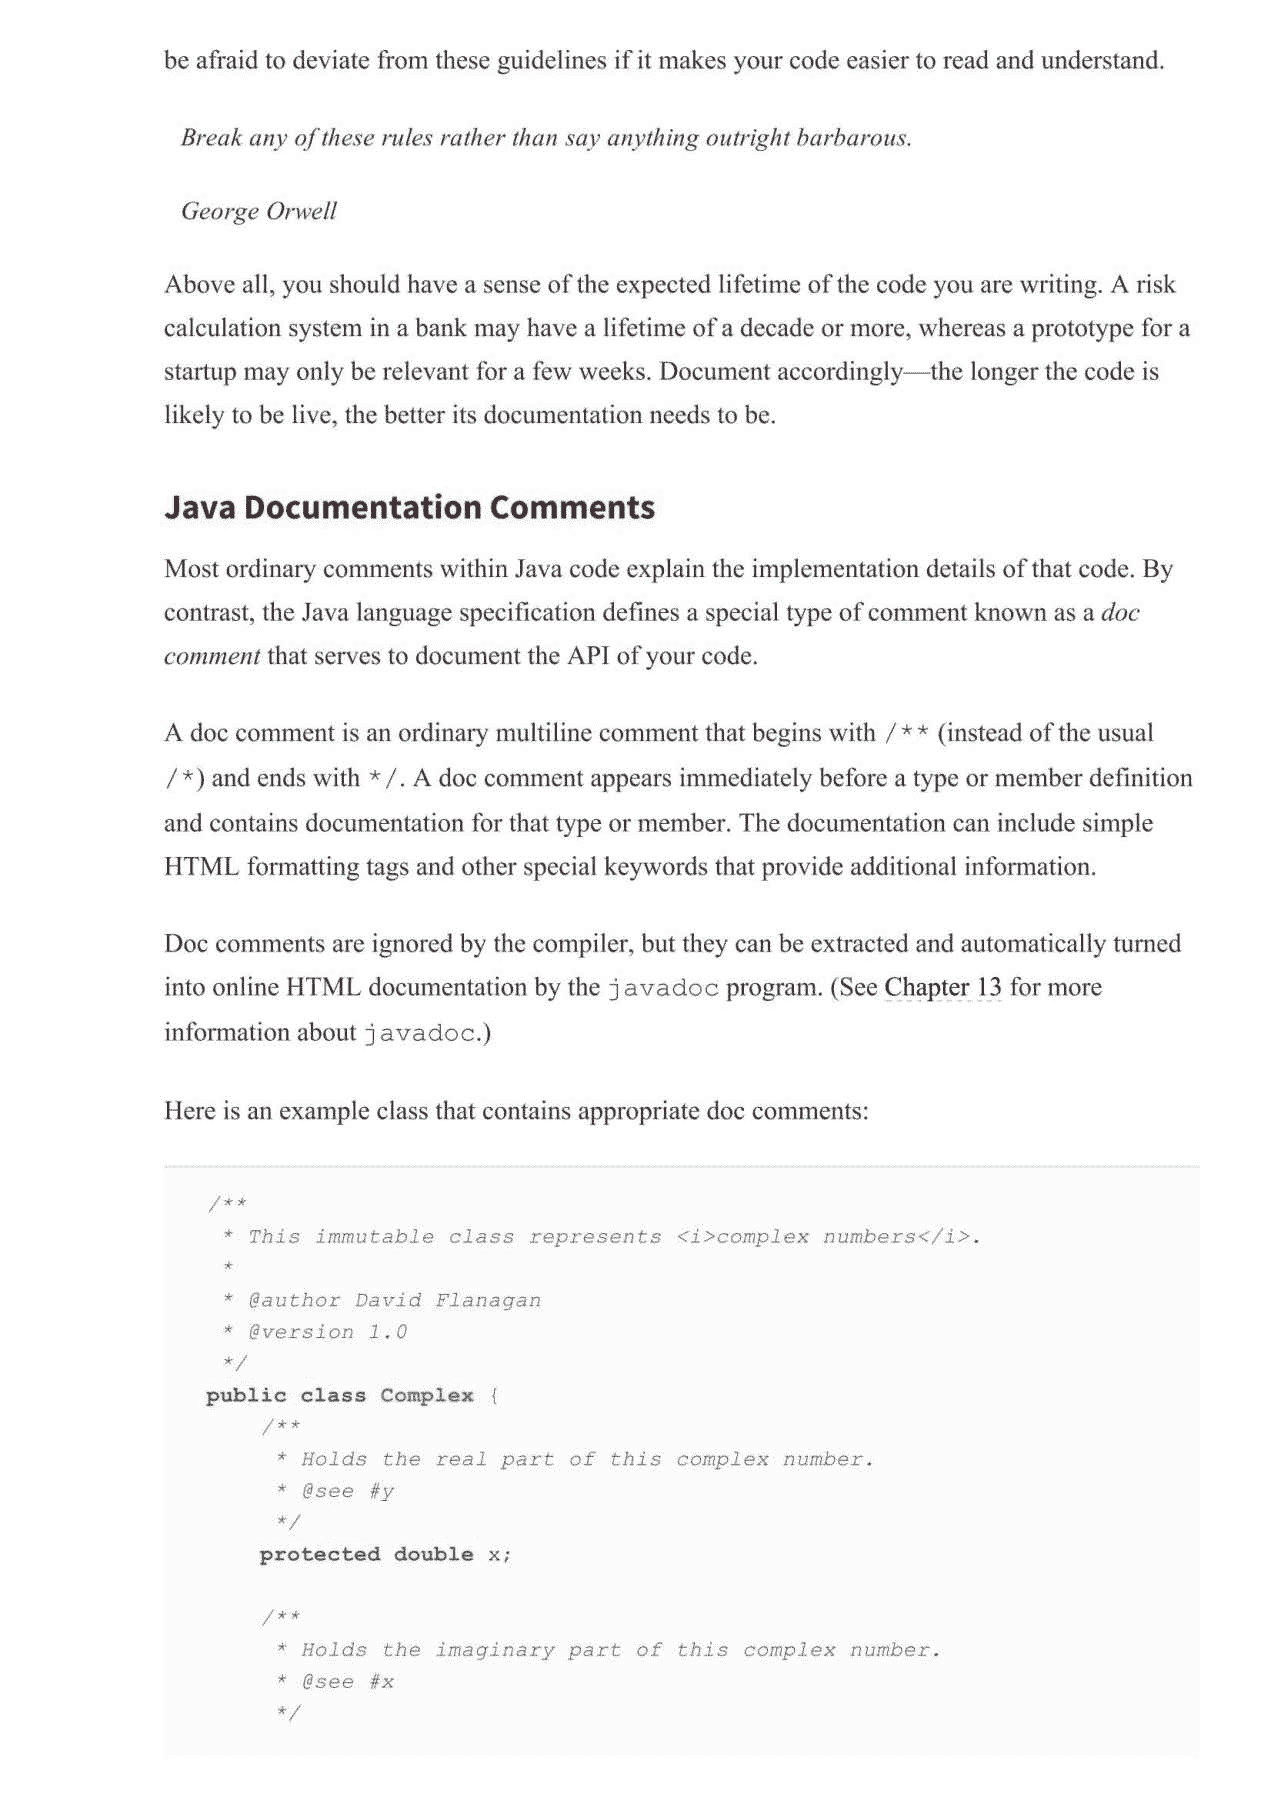 be afraid to deviate from these guidelines if it makes your code easier to read and understand.
Break any of these rules rather than say anything outright barbarous.
George Orwell
Above all, you should have a sense of the expected lifetime of the code you are writing. A risk
calculation system in a bank may have a lifetime of a decade or more, whereas a prototype for a
startup may only be relevant for a few weeks. Document accordingly—the longer the code is
likely to be live, the better its documentation needs to be.
Java Documentation Comments
Most ordinary comments within Java code explain the implementation details of that code. By
contrast, the Java language specification defines a special type of comment known as a doc
comment that serves to document the API of your code.
A doc comment is an ordinary multiline comment that begins with /** (instead of the usual
/*) and ends with */. A doc comment appears immediately before a type or member definition
and contains documentation for that type or member. The documentation can include simple
HTML formatting tags and other special keywords that provide additional information.
Doc comments are ignored by the compiler, but they can be extracted and automatically turned
into online HTML documentation by the javadoc program. (See Chapter 13 for more
information about javadoc.)
Here is an example class that contains appropriate doc comments:
/**
 * This immutable class represents <i>complex numbers</i>.
 *
 * @author David Flanagan
 * @version 1.0
 */
public class Complex {
    /**
     * Holds the real part of this complex number.
     * @see #y
     */
    protected double x;
    /**
     * Holds the imaginary part of this complex number.
     * @see #x
     */